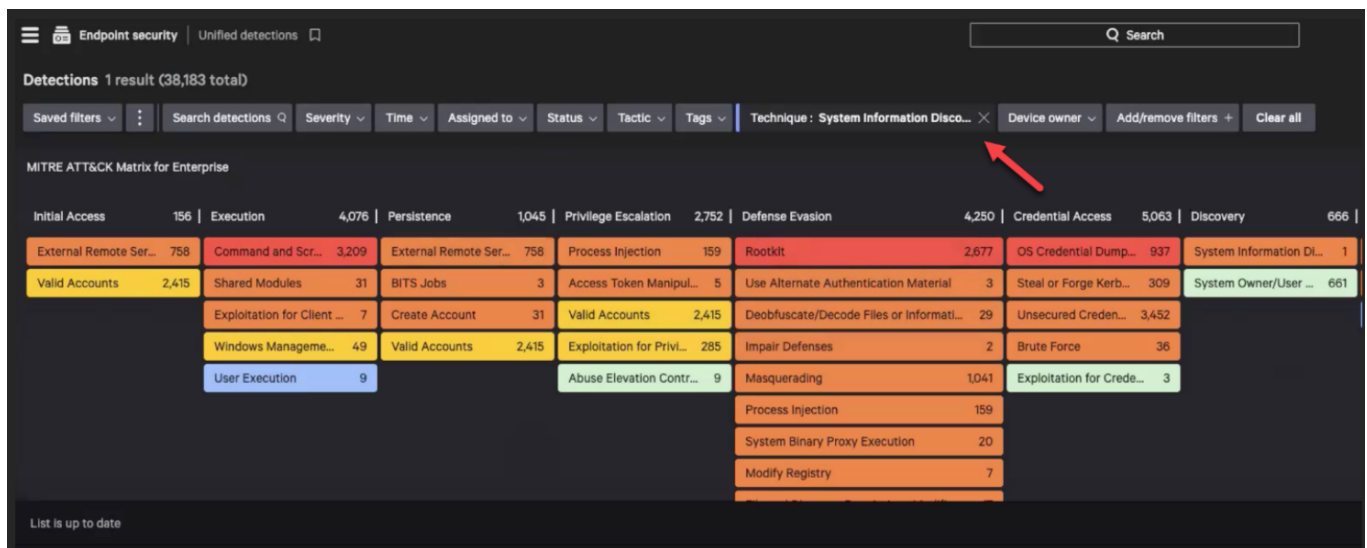 Endpoint security | Unified detections
Search
Detections 1 result (38,183 total)
Saved filters
Search detections
Severity
Time
Assigned to
Status
Tactic
Tags
Technique : System Information Disco...
Device owner
Add/remove filters +
Clear all
MITRE ATT&CK Matrix for Enterprise
Initial Access 156 | Execution 4,076 | Persistence 1,045 | Privilege Escalation 2,752 | Defense Evasion 4,250 | Credential Access 5,063 | Discovery 666 |
External Remote Ser... 758 Command and Scr... 3,209 External Remote Ser... 758 Process Injection 159 Rootkit 2,677 OS Credential Dump... 937 System Information Di... 1
Valid Accounts 2,415 Shared Modules 31 BITS Jobs 3 Access Token Manipul... 5 Use Alternate Authentication Material 3 Steal or Forge Kerb... 309 System Owner/User ... 661
Exploitation for Client ... 7 Create Account 31 Valid Accounts 2,415 Deobfuscate/Decode Files or Informati... 29 Unsecured Creden... 3,452
Windows Manageme... 49 Valid Accounts 2,415 Exploitation for Privi... 285 Impair Defenses 2 Brute Force 36
User Execution 9 Abuse Elevation Contr... 9 Masquerading 1,041 Exploitation for Crede... 3
Process Injection 159
System Binary Proxy Execution 20
Modify Registry 7
List is up to date